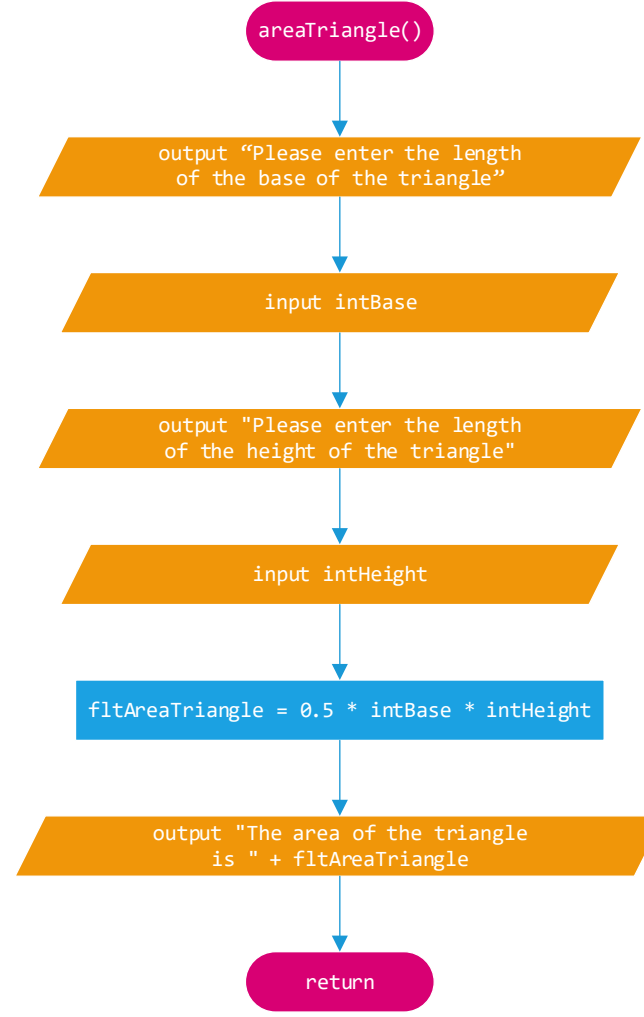 areaTriangle()
output “Please enter the length
of the base of the triangle”
input intBase
output "Please enter the length
of the height of the triangle"
input intHeight
fltAreaTriangle = 0.5 * intBase * intHeight
output "The area of the triangle
is " + fltAreaTriangle
return